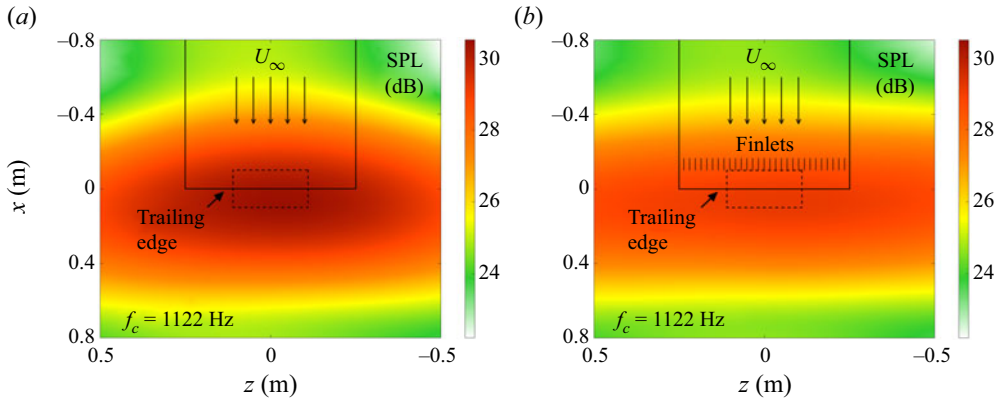 (a)
–0.8
–0.4
0
0.4
0.8
x (m)
U∞
SPL
(dB)
Trailing
edge
fc = 1122 Hz
0.5
0
–0.5
z (m)
30
28
26
24
(b)
–0.8
–0.4
0
0.4
0.8
U∞
SPL
(dB)
Finlets
Trailing
edge
fc = 1122 Hz
0.5
0
–0.5
z (m)
30
28
26
24